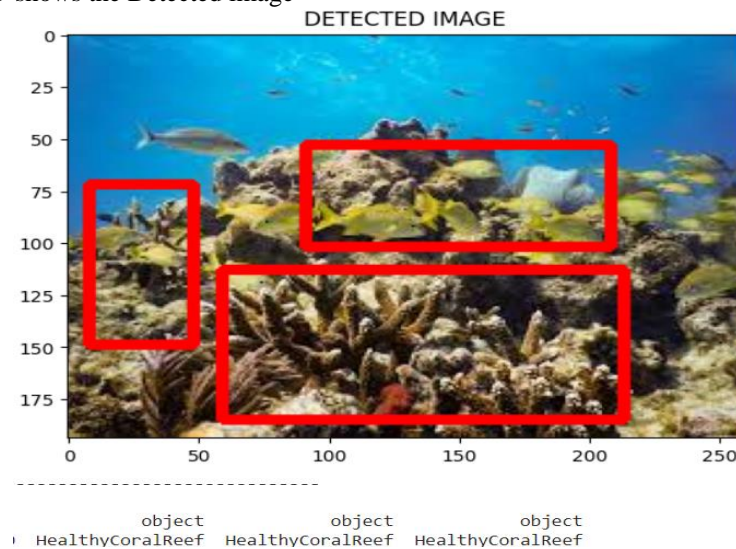 shows the Detected image
DETECTED IMAGE
0
25
50
75
100
125
150
175
0 50 100 150 200 250
-----------------------------
object object object
HealthyCoralReef HealthyCoralReef HealthyCoralReef